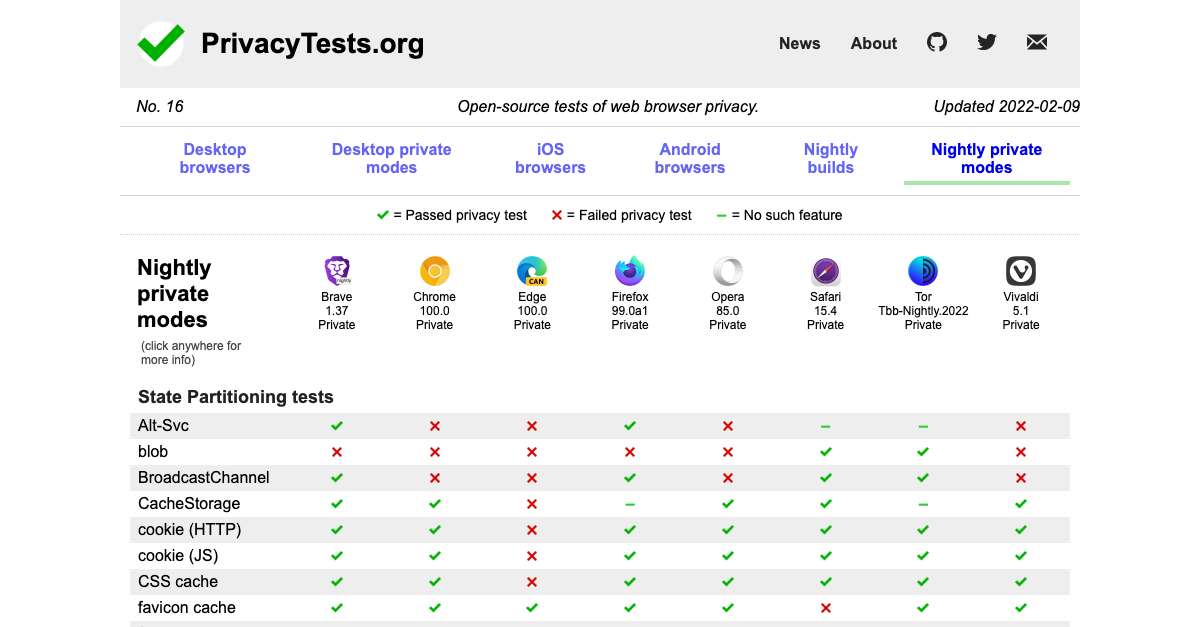 PrivacyTests.org
News About
No. 16 Open-source tests of web browser privacy. Updated 2022-02-09
Desktop browsers Desktop private modes iOS browsers Android browsers Nightly builds Nightly private modes
✔ = Passed privacy test ✖ = Failed privacy test – = No such feature
Nightly private modes
(click anywhere for more info)
Brave 1.37 Private
Chrome 100.0 Private
CAN
Edge 100.0 Private
Firefox 99.0a1 Private
Opera 85.0 Private
Safari 15.4 Private
Tor Tbb-Nightly.2022 Private
Vivaldi 5.1 Private
State Partitioning tests
Alt-Svc
blob
BroadcastChannel
CacheStorage
cookie (HTTP)
cookie (JS)
CSS cache
favicon cache